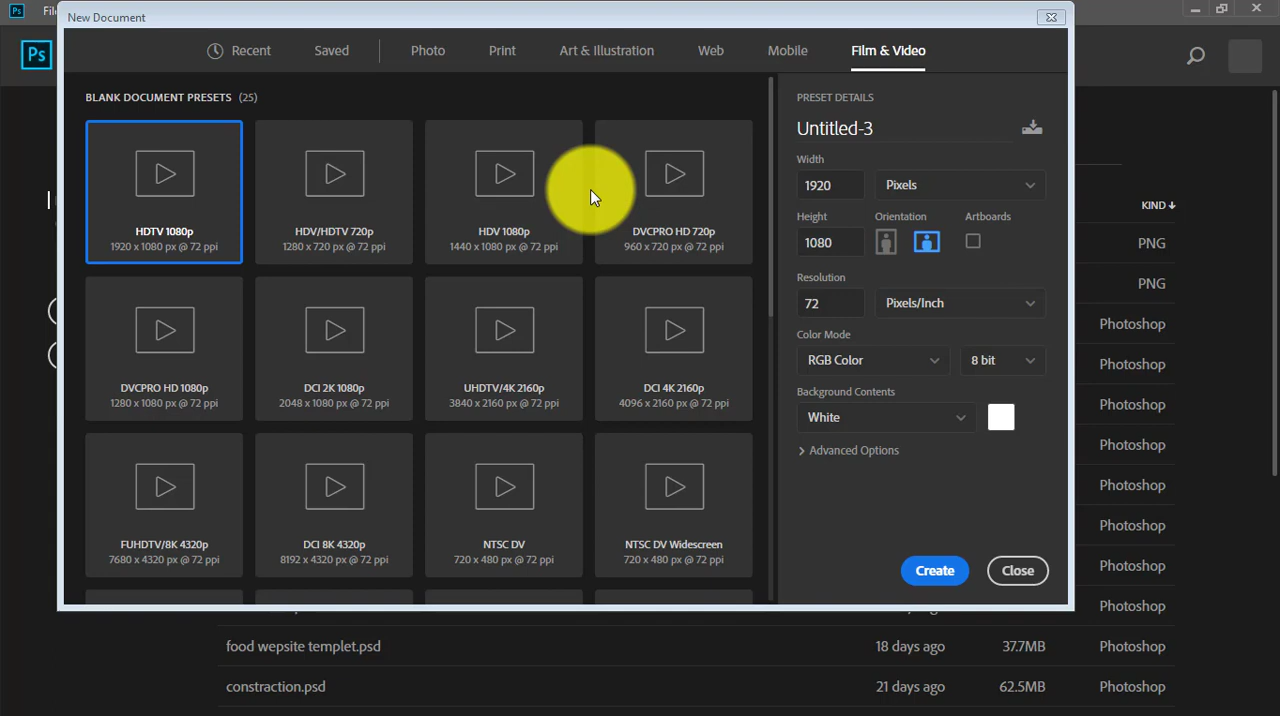 Ps
Fil
New Document
Ps
Recent
Saved
Photo
Print
Art & Illustration
Web
Mobile
Film & Video
BLANK DOCUMENT PRESETS (25)
HDTV 1080p
1920 x 1080 px @ 72 ppi
HDV/HDTV 720p
1280 x 720 px @ 72 ppi
HDV 1080p
1440 x 1080 px @ 72 ppi
DVCPRO HD 720p
960 x 720 px @ 72 ppi
DVCPRO HD 1080p
1280 x 1080 px @ 72 ppi
DCI 2K 1080p
2048 x 1080 px @ 72 ppi
UHDTV/4K 2160p
3840 x 2160 px @ 72 ppi
DCI 4K 2160p
4096 x 2160 px @ 72 ppi
FUHDTV/8K 4320p
7680 x 4320 px @ 72 ppi
DCI 8K 4320p
8192 x 4320 px @ 72 ppi
NTSC DV
720 x 480 px @ 72 ppi
NTSC DV Widescreen
720 x 480 px @ 72 ppi
PRESET DETAILS
Untitled-3
Width
1920 Pixels
Height Orientation Artboards
1080
Resolution
72 Pixels/Inch
Color Mode
RGB Color 8 bit
Background Contents
White
Advanced Options
Create Close
KIND
PNG
PNG
Photoshop
Photoshop
Photoshop
Photoshop
Photoshop
Photoshop
Photoshop
Photoshop
food wepsite templet.psd 18 days ago 37.7MB Photoshop
constraction.psd 21 days ago 62.5MB Photoshop